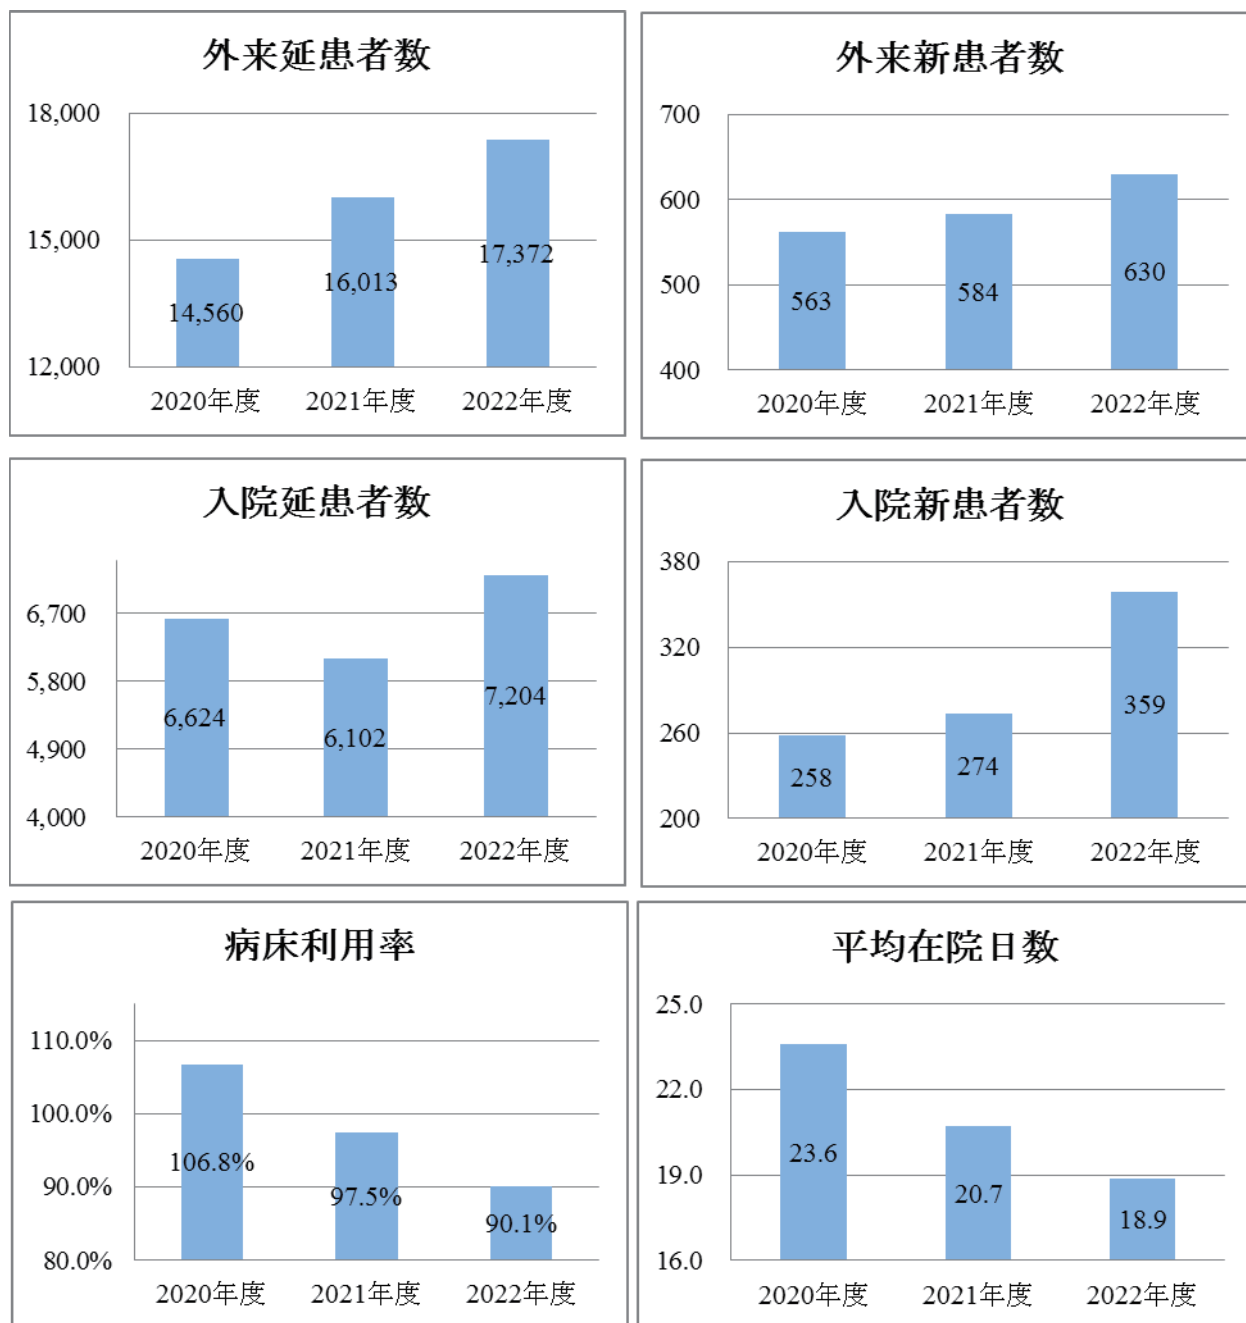 外来延患者数
18,000
15,000
12,000
14,560
16,013
17,372
2020年度
2021年度
2022年度
外来新患者数
700
600
500
400
563
584
630
2020年度
2021年度
2022年度
入院延患者数
6,700
5,800
4,900
4,000
6,624
6,102
7,204
2020年度
2021年度
2022年度
入院新患者数
380
320
260
200
258
274
359
2020年度
2021年度
2022年度
病床利用率
110.0%
100.0%
90.0%
80.0%
106.8%
97.5%
90.1%
2020年度
2021年度
2022年度
平均在院日数
25.0
22.0
19.0
16.0
23.6
20.7
18.9
2020年度
2021年度
2022年度